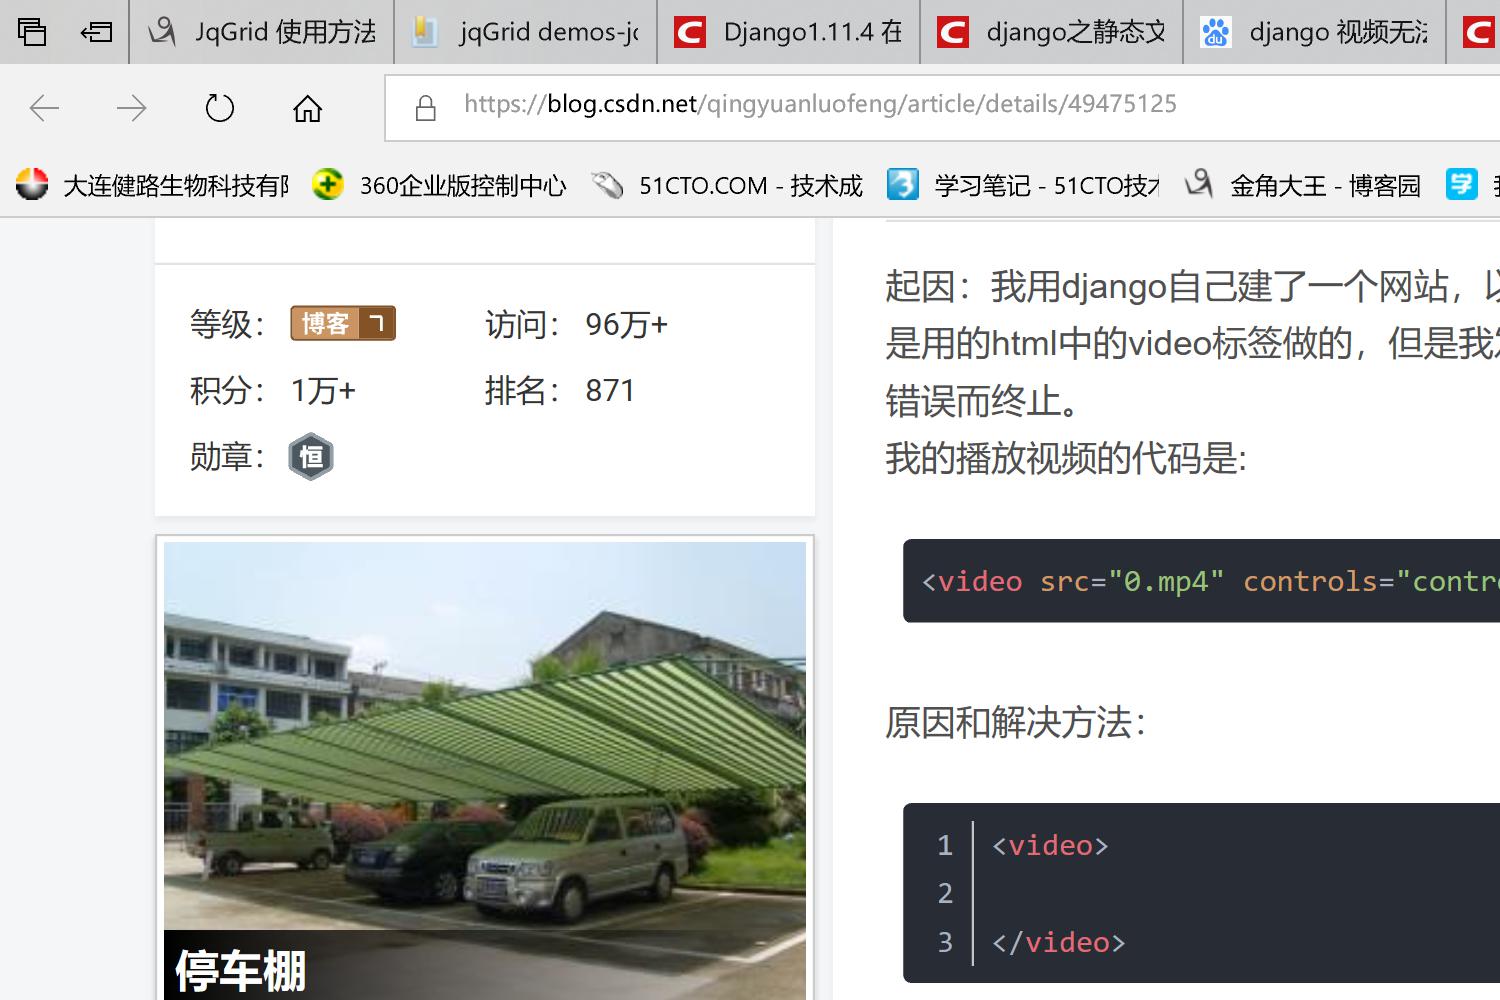 JqGrid 使用方法
jqGrid demos-jc
Django1.11.4 在
django之静态文
django 视频无法
https://blog.csdn.net/qingyuanluofeng/article/details/49475125
大连健路生物科技有限
360企业版控制中心
51CTO.COM - 技术成
学习笔记 - 51CTO技术
金角大王 - 博客园
学
等级： 博客 7 访问： 96万+
积分： 1万+ 排名： 871
勋章： 恒
停车棚
起因：我用django自己建了一个网站，以
是用的html中的video标签做的，但是我发
错误而终止。
我的播放视频的代码是:
<video src="0.mp4" controls="contro
原因和解决方法：
1 <video>
2
3 </video>